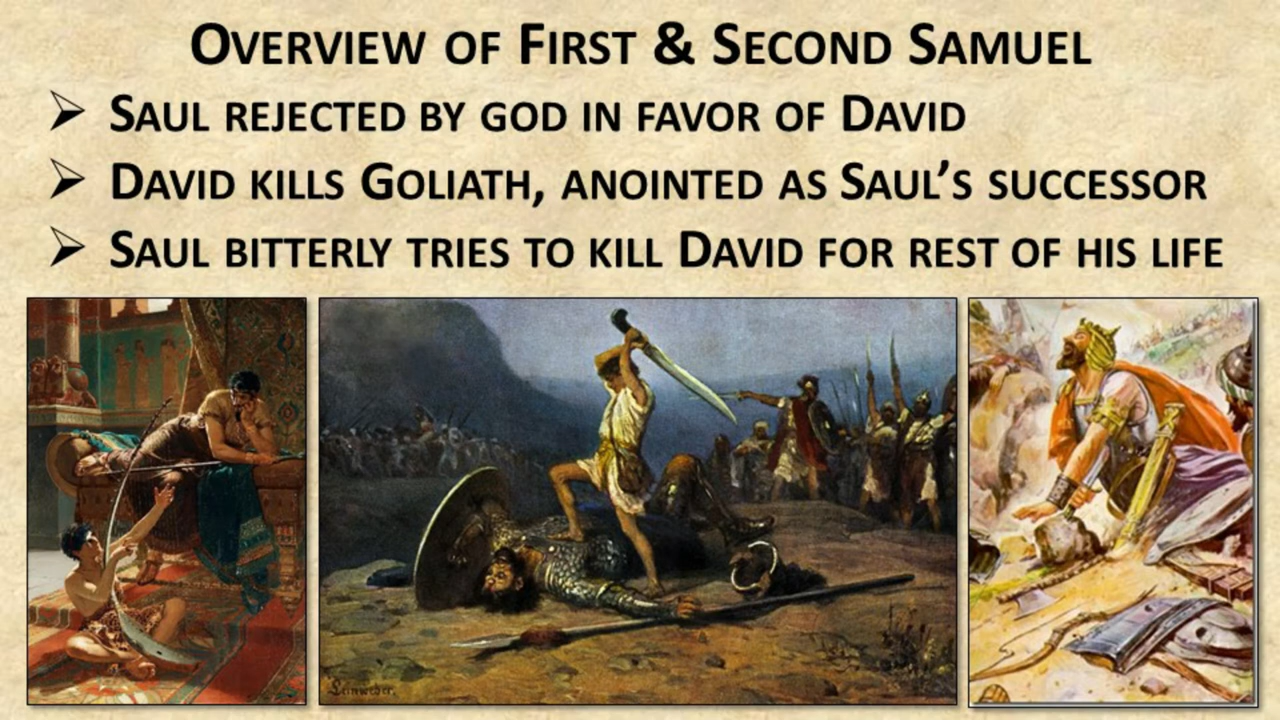 Overview of First & Second Samuel
➢ Saul rejected by god in favor of David
➢ David kills Goliath, anointed as Saul's successor
➢ Saul bitterly tries to kill David for rest of his life
Leinweber.